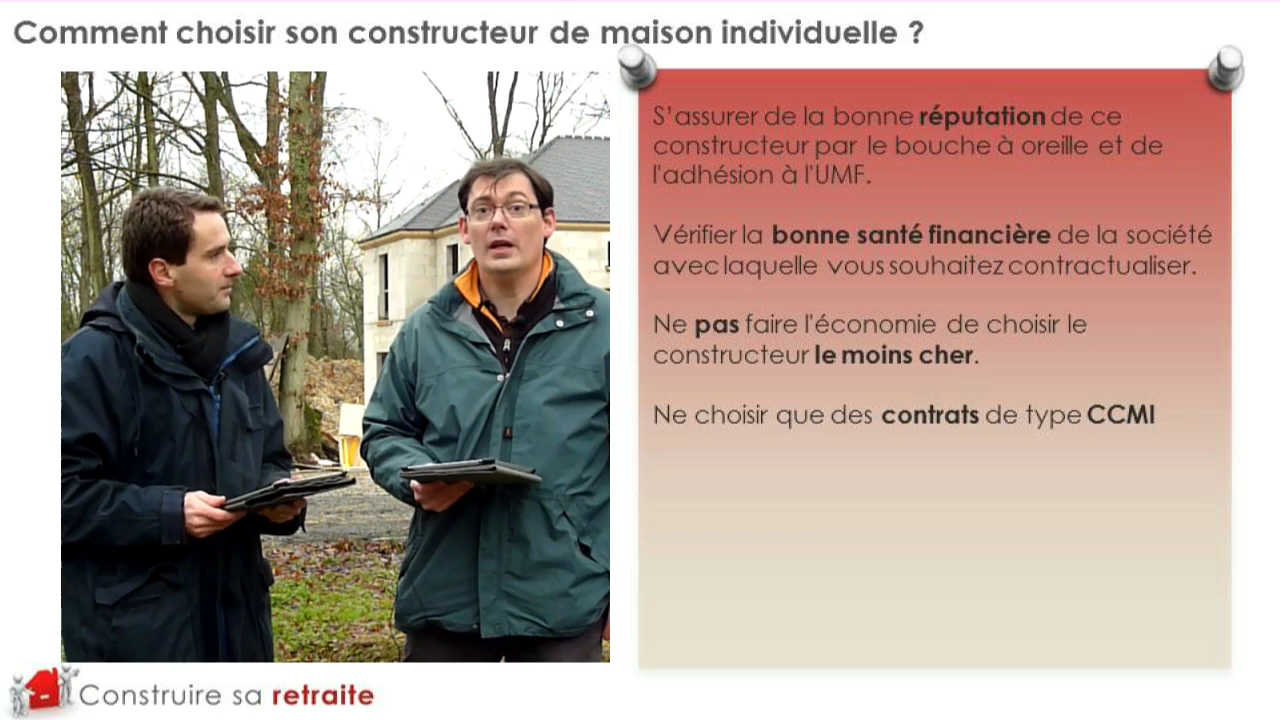 Comment choisir son constructeur de maison individuelle ?
S'assurer de la bonne réputation de ce
constructeur par le bouche à oreille et de
l'adhésion à l'UMF.
Vérifier la bonne santé financière de la société
avec laquelle vous souhaitez contractualiser.
Ne pas faire l'économie de choisir le
constructeur le moins cher.
Ne choisir que des contrats de type CCMI
Construire sa retraite